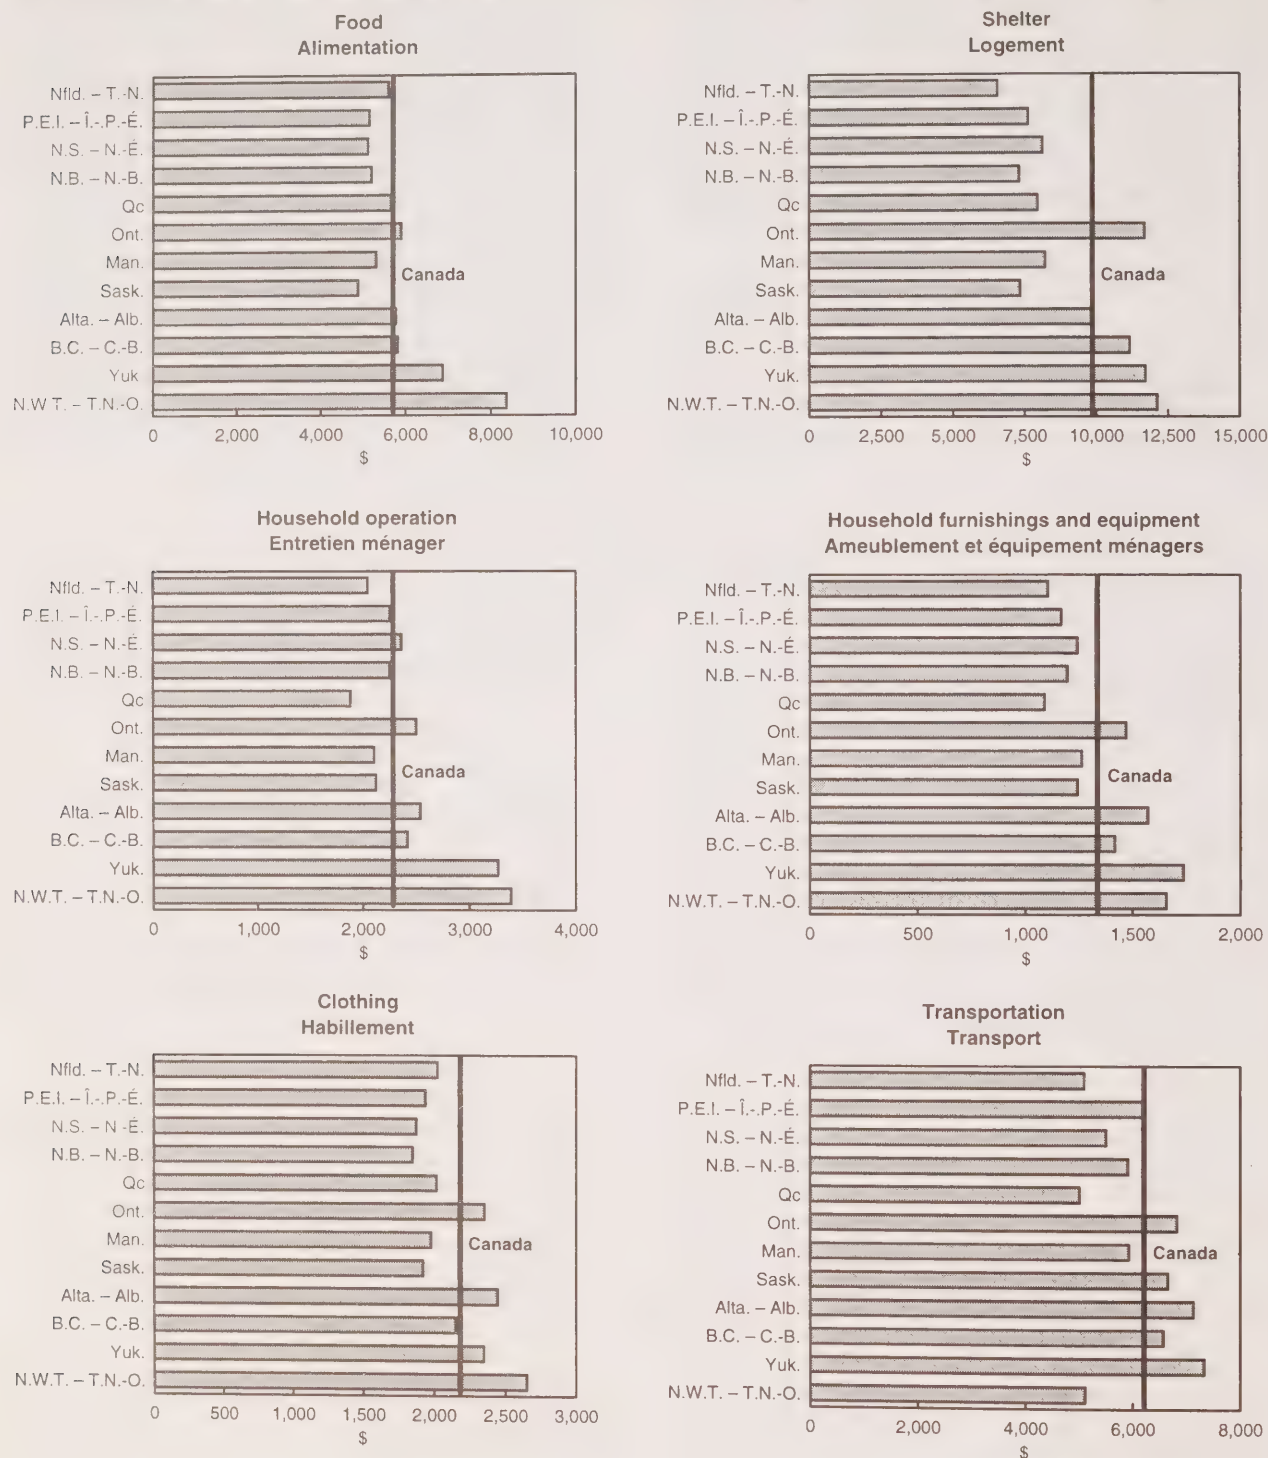 Food
Alimentation
Nfld. – T.-N.
P.E.I. – Î.-.P.-É.
N.S. – N.-É.
N.B. – N.-B.
Qc
Ont.
Man.
Sask.
Alta. – Alb.
B.C. – C.-B.
Yuk
N.W T. – T.N.-O.
Canada
0 2,000 4,000 6,000 8,000 10,000
$
Shelter
Logement
Nfld. – T.-N.
P.E.I. – Î.-.P.-É.
N.S. – N.-É.
N.B. – N.-B.
Qc
Ont.
Man.
Sask.
Alta. – Alb.
B.C. – C.-B.
Yuk.
N.W.T. – T.N.-O.
Canada
0 2,500 5,000 7,500 10,000 12,500 15,000
$
Household operation
Entretien ménager
Nfld. – T.-N.
P.E.I. – Î.-.P.-É.
N.S. – N.-É.
N.B. – N.-B.
Qc
Ont.
Man.
Sask.
Alta. – Alb.
B.C. – C.-B.
Yuk.
N.W.T. – T.N.-O.
Canada
0 1,000 2,000 3,000 4,000
$
Household furnishings and equipment
Ameublement et équipement ménagers
Nfld. – T.-N.
P.E.I. – Î.-.P.-É.
N.S. – N.-É.
N.B. – N.-B.
Qc
Ont.
Man.
Sask.
Alta. – Alb.
B.C. – C.-B.
Yuk.
N.W.T. – T.N.-O.
Canada
0 500 1,000 1,500 2,000
$
Clothing
Habillement
Nfld. – T.-N.
P.E.I. – Î.-.P.-É.
N.S. – N -É.
N.B. – N.-B.
Qc
Ont.
Man.
Sask.
Alta. – Alb.
B.C. – C.-B.
Yuk.
N.W.T. – T.N.-O.
Canada
0 500 1,000 1,500 2,000 2,500 3,000
$
Transportation
Transport
Nfld. – T.-N.
P.E.I. – Î.-.P.-É.
N.S. – N.-É.
N.B. – N.-B.
Qc
Ont.
Man.
Sask.
Alta. – Alb.
B.C. – C.-B.
Yuk.
N.W.T. – T.N.-O.
Canada
0 2,000 4,000 6,000 8,000
$